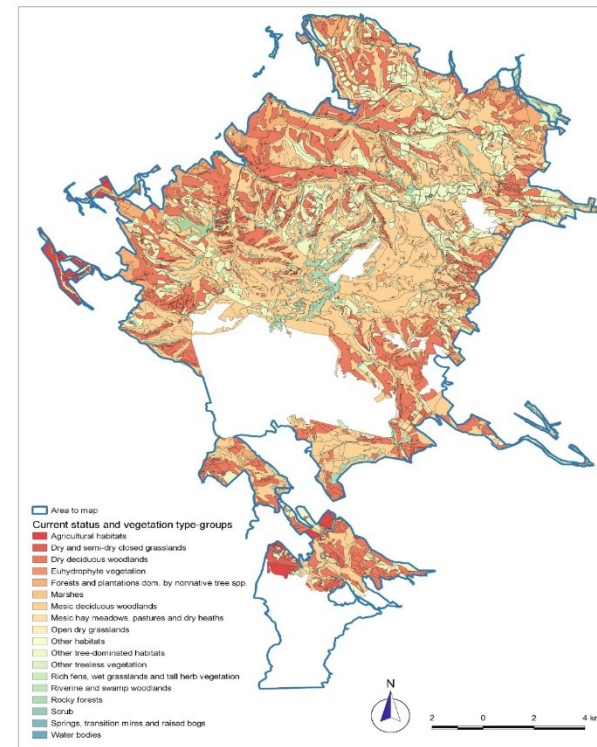 Area to map
Current status and vegetation type-groups
Agricultural habitats
Dry and semi-dry closed grasslands
Dry deciduous woodlands
Euhydrophyte vegetation
Forests and plantations dom. by nonnative tree spp.
Marshes
Mesic deciduous woodlands
Mesic hay meadows, pastures and dry heaths
Open dry grasslands
Other habitats
Other tree-dominated habitats
Other treeless vegetation
Rich fens, wet grasslands and tall herb vegetation
Riverine and swamp woodlands
Rocky forests
Scrub
Springs, transition mires and raised bogs
Water bodies
N
2 0 2 4 km